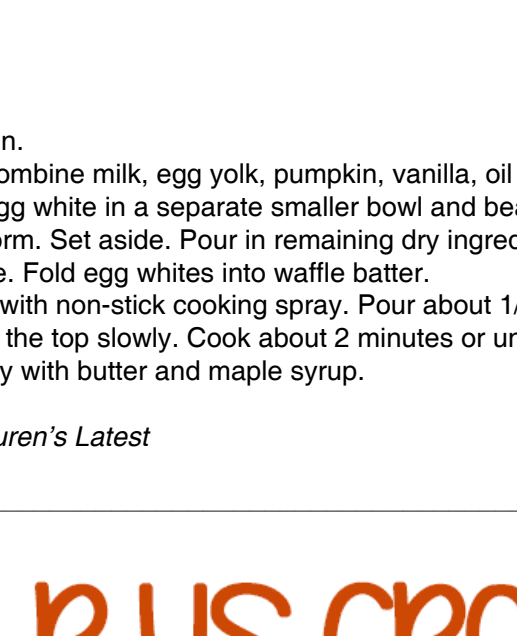 n.
ombine milk, egg yolk, pumpkin, vanilla, oil
gg white in a separate smaller bowl and bea
orm. Set aside. Pour in remaining dry ingred
e. Fold egg whites into waffle batter.
with non-stick cooking spray. Pour about 1/
the top slowly. Cook about 2 minutes or un
y with butter and maple syrup.
uren's Latest